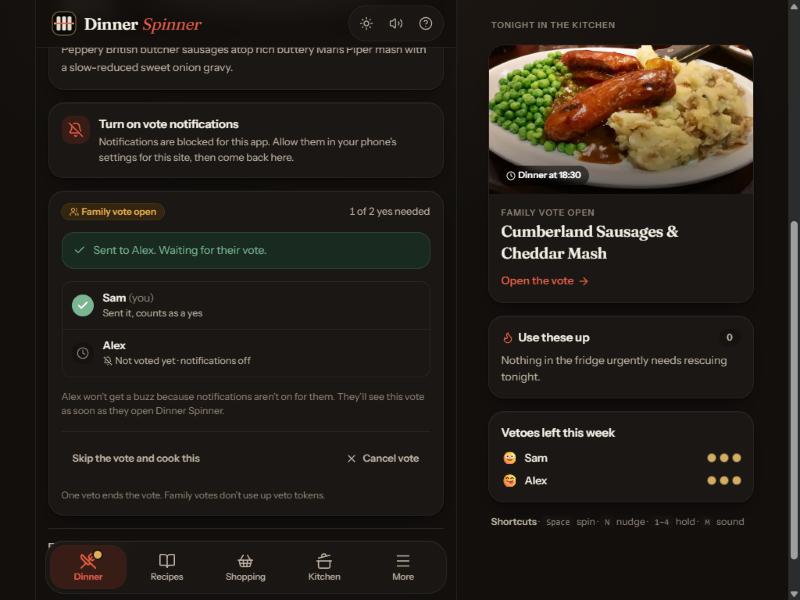 Dinner Spinner
Peppery British butcher sausages atop rich buttery Maris Piper mash with
a slow-reduced sweet onion gravy.
Turn on vote notifications
Notifications are blocked for this app. Allow them in your phone's
settings for this site, then come back here.
Family vote open
1 of 2 yes needed
Sent to Alex. Waiting for their vote.
Sam (you)
Sent it, counts as a yes
Alex
Not voted yet · notifications off
Alex won't get a buzz because notifications aren't on for them. They'll see this vote
as soon as they open Dinner Spinner.
Skip the vote and cook this
Cancel vote
One veto ends the vote. Family votes don't use up veto tokens.
Dinner
Recipes
Shopping
Kitchen
More
TONIGHT IN THE KITCHEN
Dinner at 18:30
FAMILY VOTE OPEN
Cumberland Sausages &
Cheddar Mash
Open the vote →
Use these up
0
Nothing in the fridge urgently needs rescuing
tonight.
Vetoes left this week
Sam
Alex
Shortcuts · Space spin · N nudge · 1–4 hold · M sound